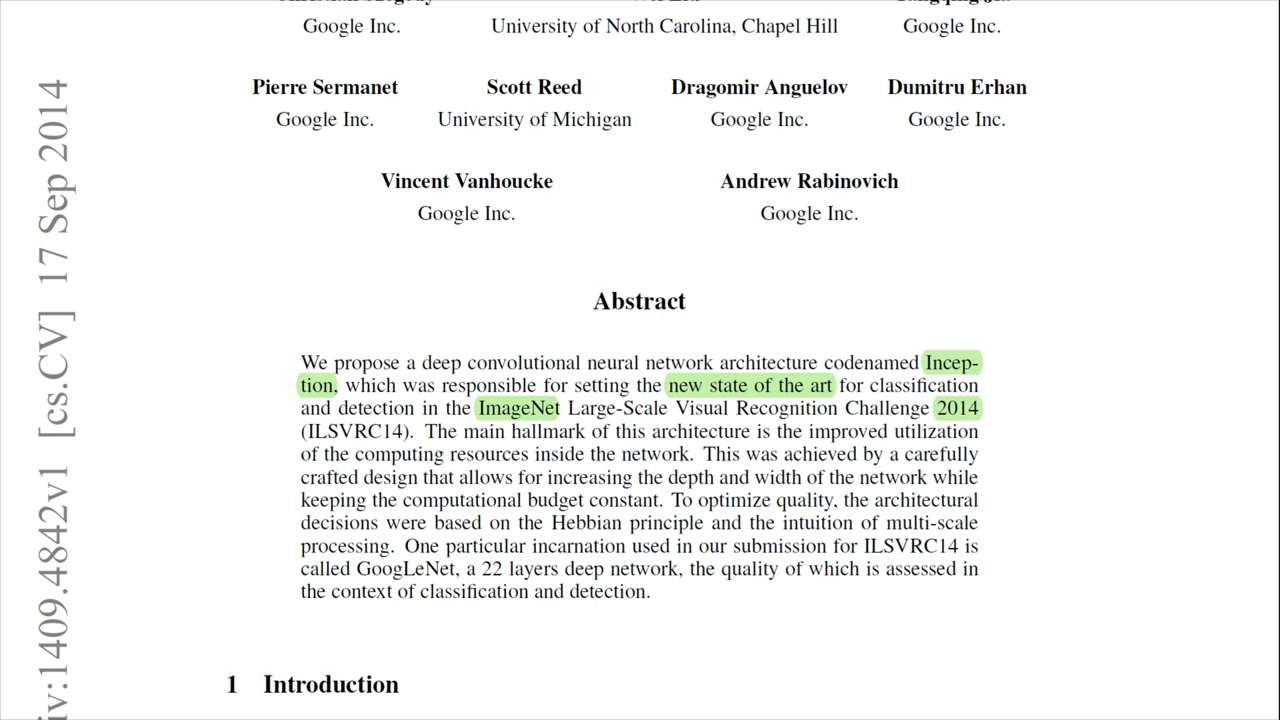 Google Inc. University of North Carolina, Chapel Hill Google Inc.
Pierre Sermanet Scott Reed Dragomir Anguelov Dumitru Erhan
Google Inc. University of Michigan Google Inc. Google Inc.
Vincent Vanhoucke Andrew Rabinovich
Google Inc. Google Inc.
Abstract
We propose a deep convolutional neural network architecture codenamed Incep-
tion, which was responsible for setting the new state of the art for classification
and detection in the ImageNet Large-Scale Visual Recognition Challenge 2014
(ILSVRC14). The main hallmark of this architecture is the improved utilization
of the computing resources inside the network. This was achieved by a carefully
crafted design that allows for increasing the depth and width of the network while
keeping the computational budget constant. To optimize quality, the architectural
decisions were based on the Hebbian principle and the intuition of multi-scale
processing. One particular incarnation used in our submission for ILSVRC14 is
called GoogLeNet, a 22 layers deep network, the quality of which is assessed in
the context of classification and detection.
1 Introduction
iv:1409.4842v1 [cs.CV] 17 Sep 2014